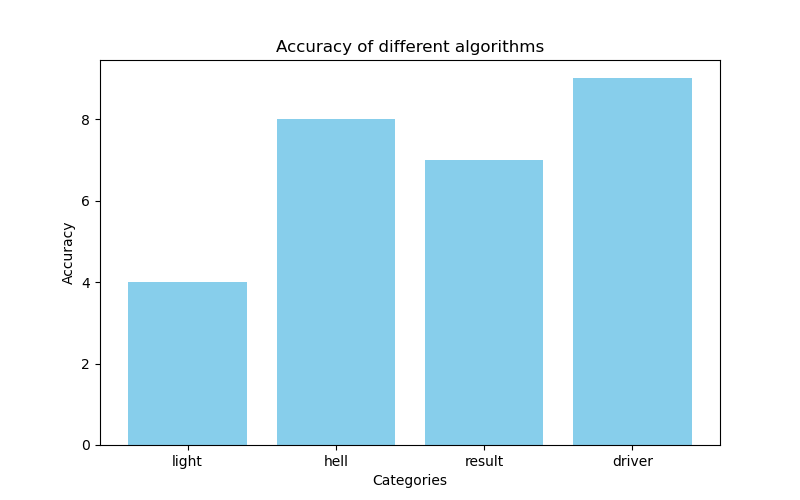 Accuracy of different algorithms
Accuracy
8
6
4
2
0
light hell result driver
Categories